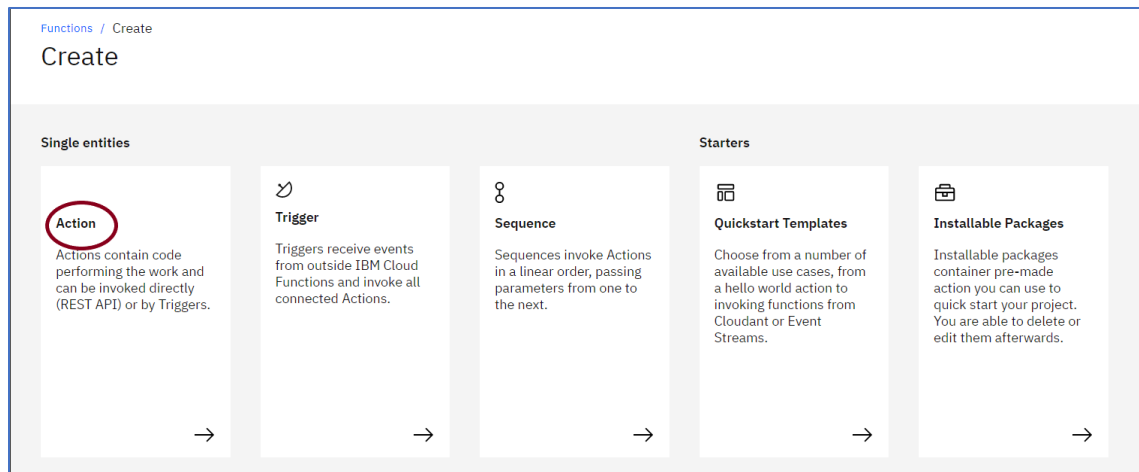 Functions / Create
Create
Single entities
Starters
Action
Actions contain code
performing the work and
can be invoked directly
(REST API) or by Triggers.
Trigger
Triggers receive events
from outside IBM Cloud
Functions and invoke all
connected Actions.
Sequence
Sequences invoke Actions
in a linear order, passing
parameters from one to
the next.
Quickstart Templates
Choose from a number of
available use cases, from
a hello world action to
invoking functions from
Cloudant or Event
Streams.
Installable Packages
Installable packages
container pre-made
action you can use to
quick start your project.
You are able to delete or
edit them afterwards.